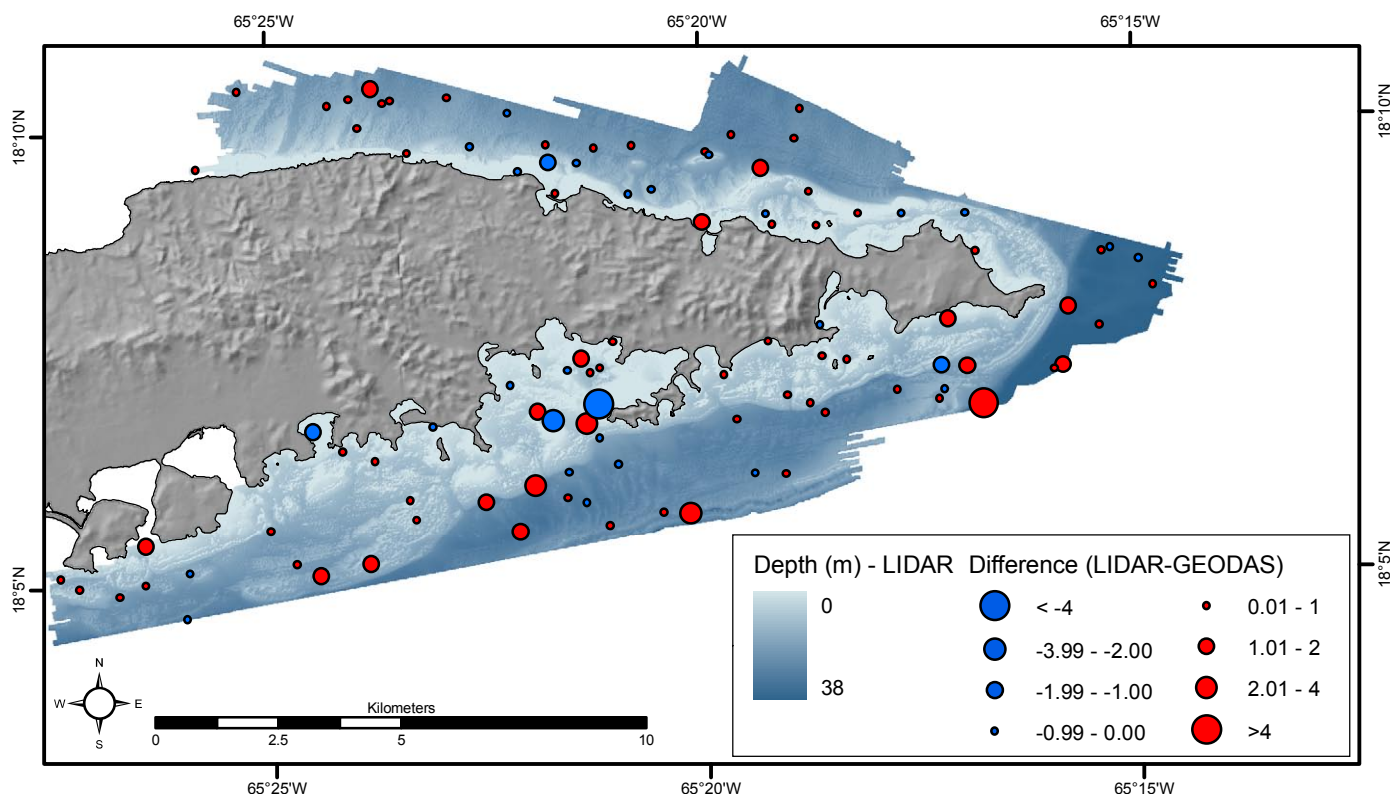 65°25'W 65°20'W 65°15'W
18°10'N 18°10'N
18°5'N 18°5'N
Depth (m) - LIDAR Difference (LIDAR-GEODAS)
0
38
< -4
-3.99 - -2.00
-1.99 - -1.00
-0.99 - 0.00
0.01 - 1
1.01 - 2
2.01 - 4
>4
N
W E
S
Kilometers
0 2.5 5 10
65°25'W 65°20'W 65°15'W